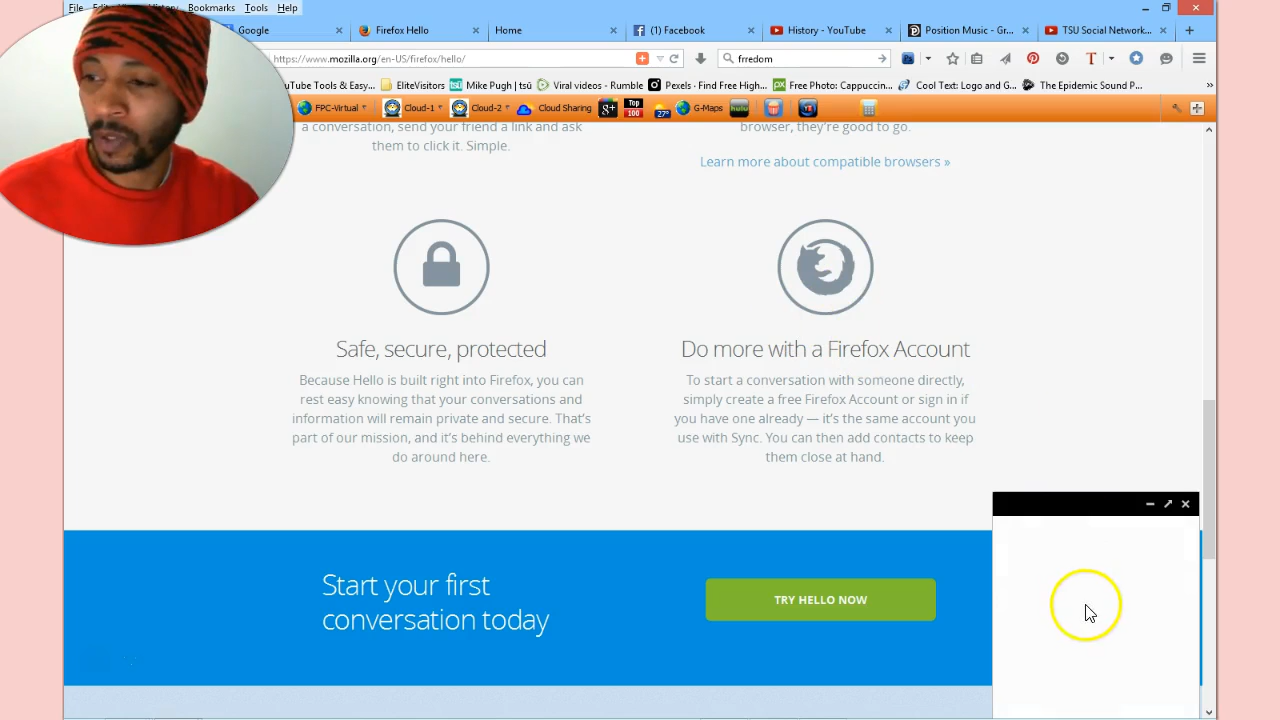 File
Bookmarks Tools Help
Google Firefox Hello Home (1) Facebook History - YouTube Position Music - Gr... TSU Social Network...
https://www.mozilla.org/en-US/firefox/hello/ frredom
Tube Tools & Easy... EliteVisitors Mike Pugh | tsū Viral videos - Rumble Pexels - Find Free High... Free Photo: Cappuccin... Cool Text: Logo and G... The Epidemic Sound P...
FPC-Virtual Cloud-1 Cloud-2 Cloud Sharing Top 100 27° G-Maps hulu
a conversation, send your friend a link and ask
them to click it. Simple.
browser, they're good to go.
Learn more about compatible browsers »
Safe, secure, protected
Because Hello is built right into Firefox, you can
rest easy knowing that your conversations and
information will remain private and secure. That's
part of our mission, and it's behind everything we
do around here.
Do more with a Firefox Account
To start a conversation with someone directly,
simply create a free Firefox Account or sign in if
you have one already — it's the same account you
use with Sync. You can then add contacts to keep
them close at hand.
Start your first
conversation today
TRY HELLO NOW